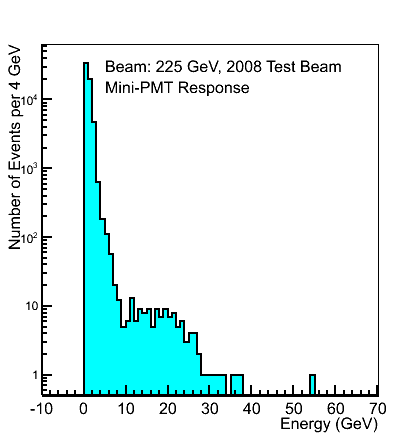 Number of Events per 4 GeV
Beam: 225 GeV, 2008 Test Beam
Mini-PMT Response
10⁴
10³
10²
10
1
-10 0 10 20 30 40 50 60 70
Energy (GeV)